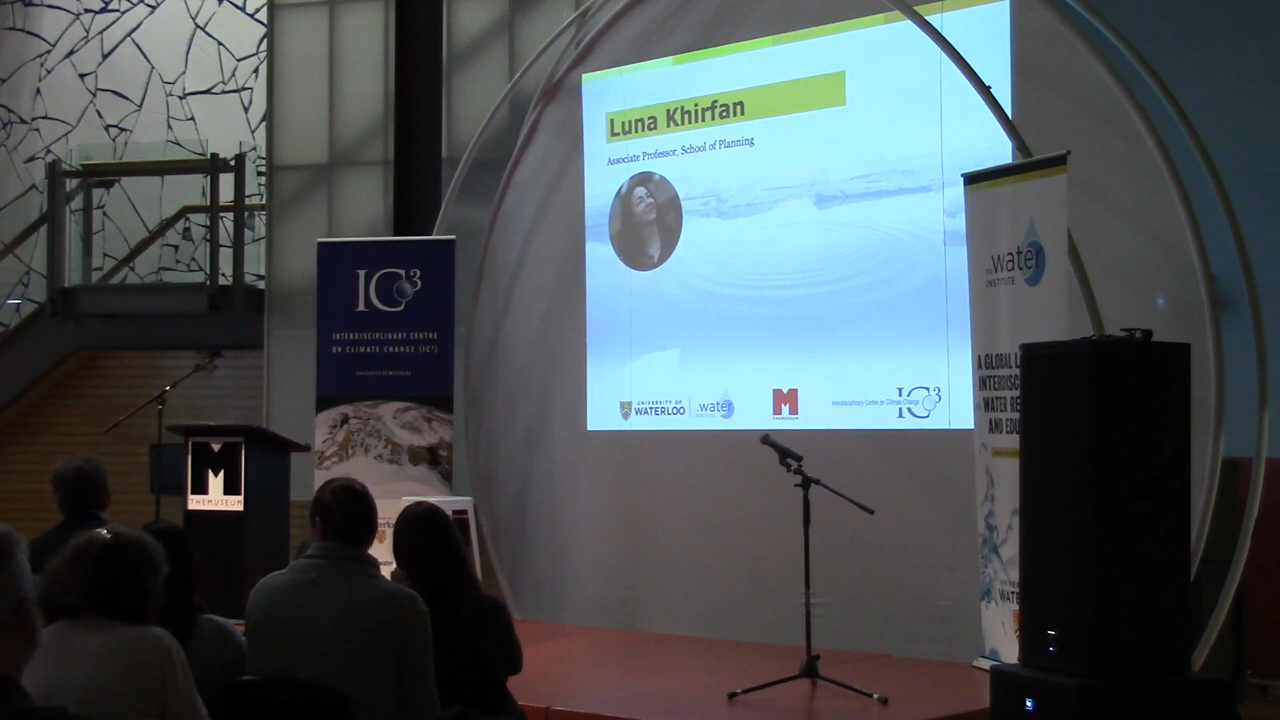 Luna Khirfan
Associate Professor, School of Planning
UNIVERSITY OF
WATERLOO
water
INSTITUTE
M
THEMUSEUM
Interdisciplinary Centre on Climate Change
IC3
IC3
INTERDISCIPLINARY CENTRE
ON CLIMATE CHANGE (IC3)
UNIVERSITY OF WATERLOO
M
THEMUSEUM
the water
INSTITUTE
A GLOBAL
INTERDISC
WATER RE
AND EDU
WATE